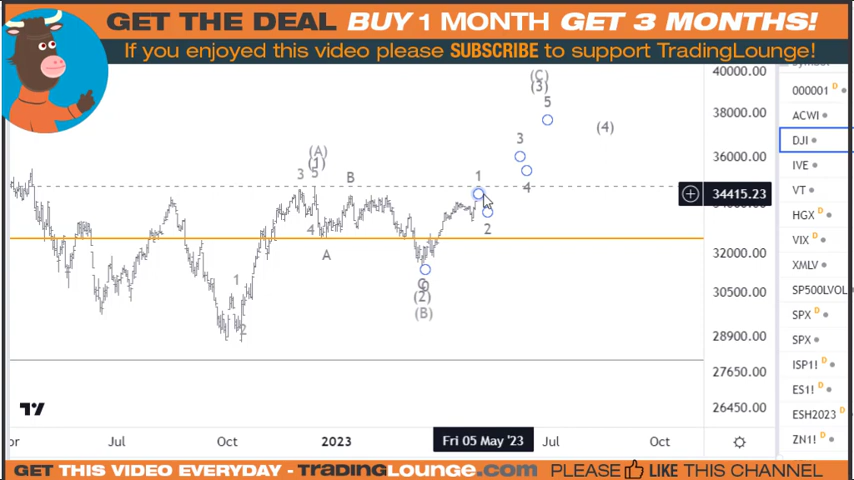 GET THE DEAL BUY 1 MONTH GET 3 MONTHS!
If you enjoyed this video please SUBSCRIBE to support TradingLounge!
40000.00
000001 D
38000.00
ACWI
DJI
36000.00
IVE
34415.23
VT
HGX D
32000.00
VIX D
XMLV
30500.00
SP500LVOL
SPX D
28900.00
SPX
ISP1! D
27650.00
ES1! D
26450.00
ESH2023 D
ZN1! D
(C)
(3)
5
(4)
3
4
1
2
(A)
(1)
3 5
B
4
A
C
(2)
(B)
1
2
Jul
Oct
2023
Fri 05 May '23
Jul
Oct
GET THIS VIDEO EVERYDAY - TRADINGLOUNGE.COM PLEASE LIKE THIS CHANNEL